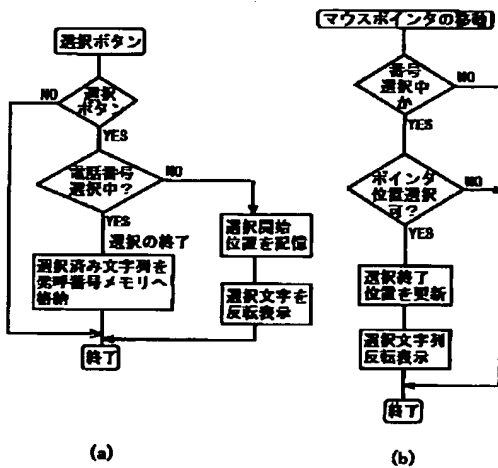 選択ボタン
NO
選択
ボタン
YES
電話番号
選択中?
NO
YES
選択の終了
選択済み文字列を
発呼番号メモリへ
格納
選択開始
位置を記憶
選択文字を
反転表示
終了
(a)
マウスポインタの移動
番号
選択中
か
NO
YES
ポインタ
位置選択
可?
NO
YES
選択終了
位置を更新
選択文字列
反転表示
終了
(b)